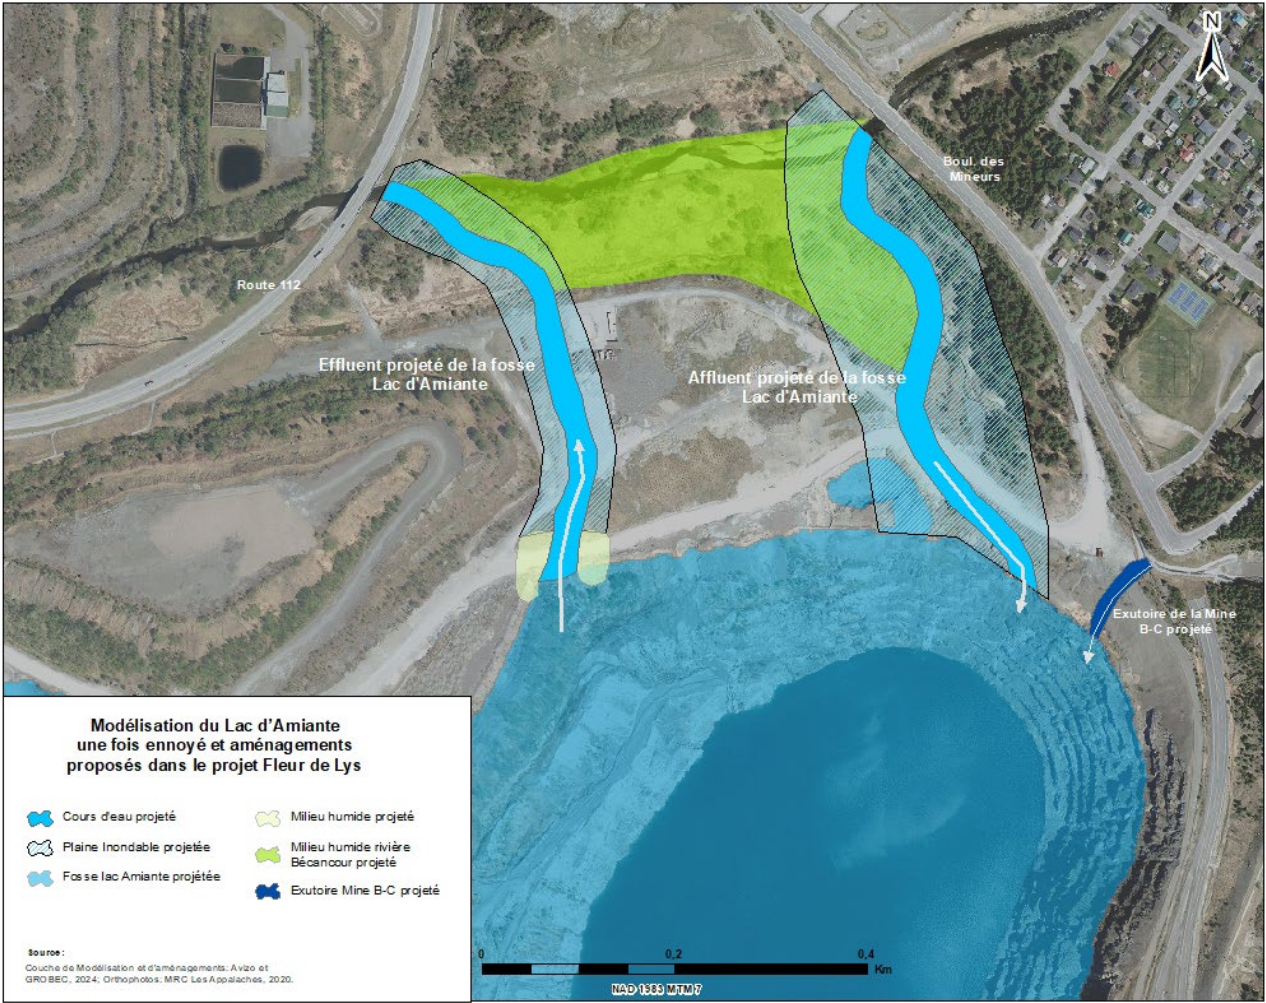 N
Boul. des
Mineurs
Route 112
Effluent projeté de la fosse
Lac d'Amiante
Affluent projeté de la fosse
Lac d'Amiante
Exutoire de la Mine
B-C projeté
Modélisation du Lac d'Amiante
une fois ennoyé et aménagements
proposés dans le projet Fleur de Lys
Cours d'eau projeté
Plaine Inondable projetée
Fosse lac Amiante projétée
Milieu humide projeté
Milieu humide rivière
Bécancour projeté
Exutoire Mine B-C projeté
Source :
Couche de Modélisation et d'aménagements: Avizo et
GROBEC, 2024; Orthophotos: MRC Les Appalaches, 2020.
0 0,2 0,4
Km
NAD 1983 MTM 7